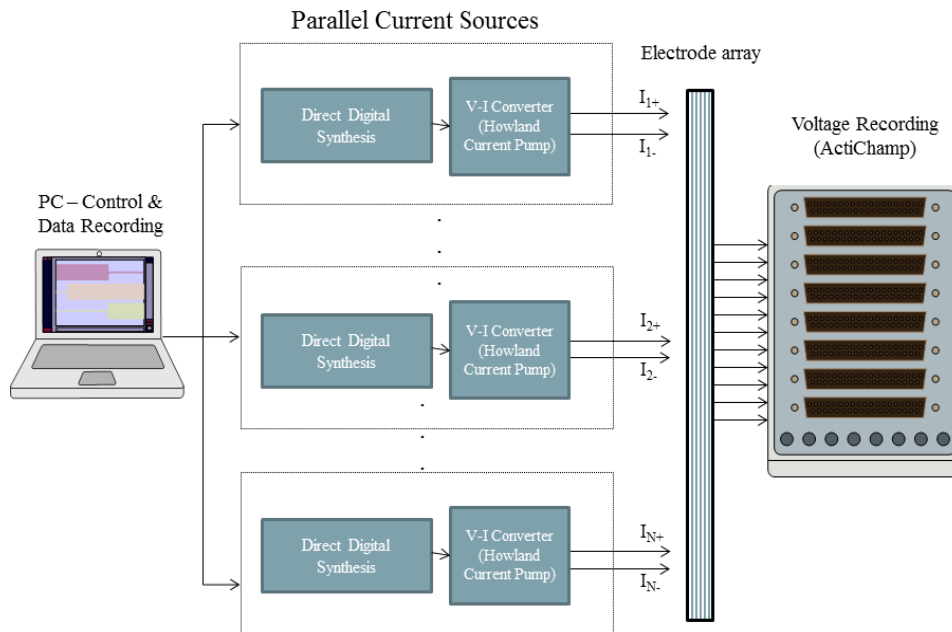 Parallel Current Sources
Electrode array
Voltage Recording
(ActiChamp)
PC – Control &
Data Recording
Direct Digital
Synthesis
V-I Converter
(Howland
Current Pump)
I1+
I1-
Direct Digital
Synthesis
V-I Converter
(Howland
Current Pump)
I2+
I2-
Direct Digital
Synthesis
V-I Converter
(Howland
Current Pump)
IN+
IN-